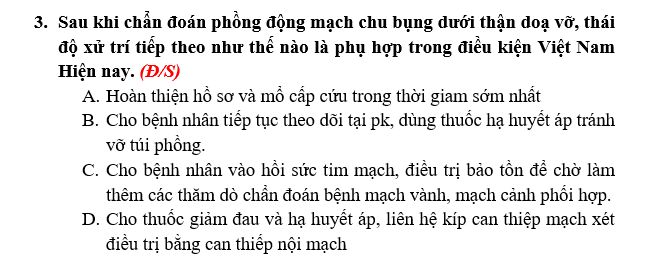 3. Sau khi chẩn đoán phồng động mạch chu bụng dưới thận doạ vỡ, thái
độ xử trí tiếp theo như thế nào là phụ hợp trong điều kiện Việt Nam
Hiện nay. (Đ/S)
A. Hoàn thiện hồ sơ và mổ cấp cứu trong thời giam sớm nhất
B. Cho bệnh nhân tiếp tục theo dõi tại pk, dùng thuốc hạ huyết áp tránh
vỡ túi phồng.
C. Cho bệnh nhân vào hồi sức tim mạch, điều trị bảo tồn để chờ làm
thêm các thăm dò chẩn đoán bệnh mạch vành, mạch cảnh phối hợp.
D. Cho thuốc giảm đau và hạ huyết áp, liên hệ kíp can thiệp mạch xét
điều trị bằng can thiếp nội mạch